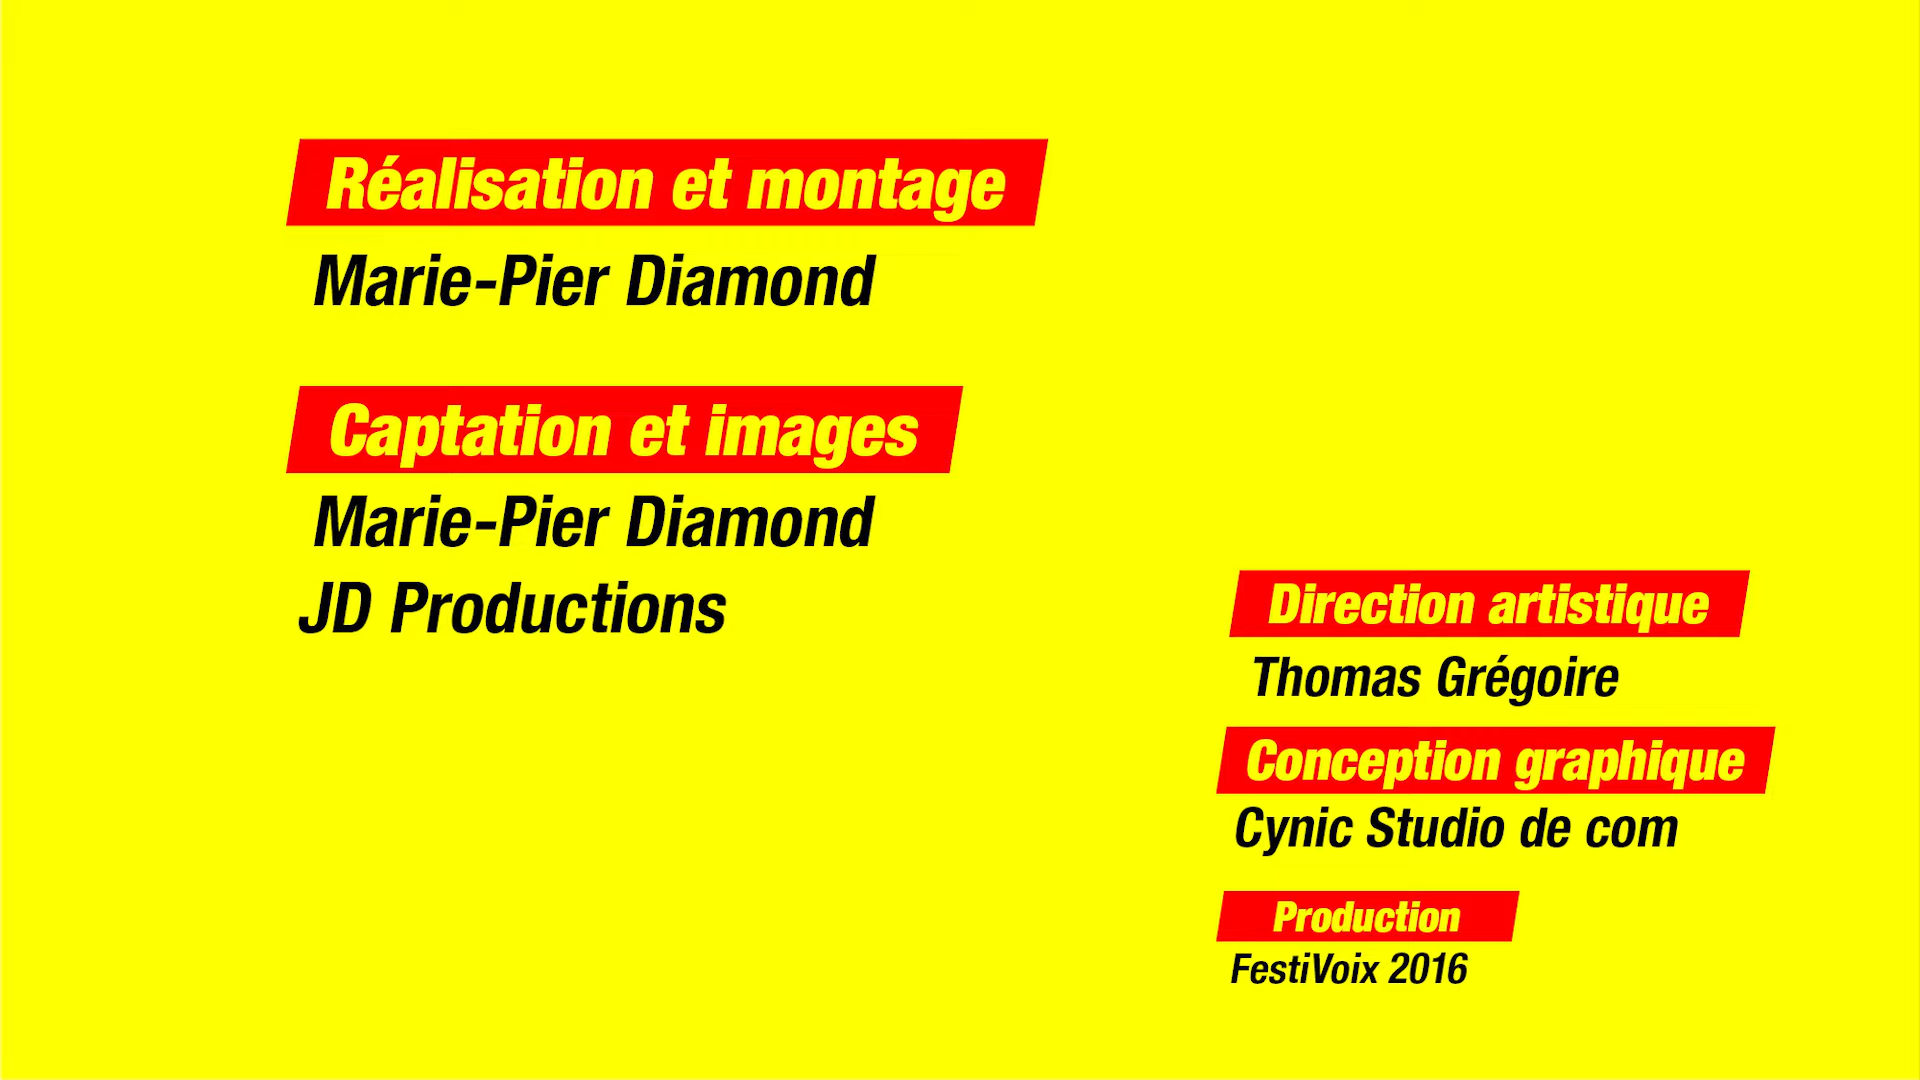 Réalisation et montage
Marie-Pier Diamond
Captation et images
Marie-Pier Diamond
JD Productions
Direction artistique
Thomas Grégoire
Conception graphique
Cynic Studio de com
Production
FestiVoix 2016